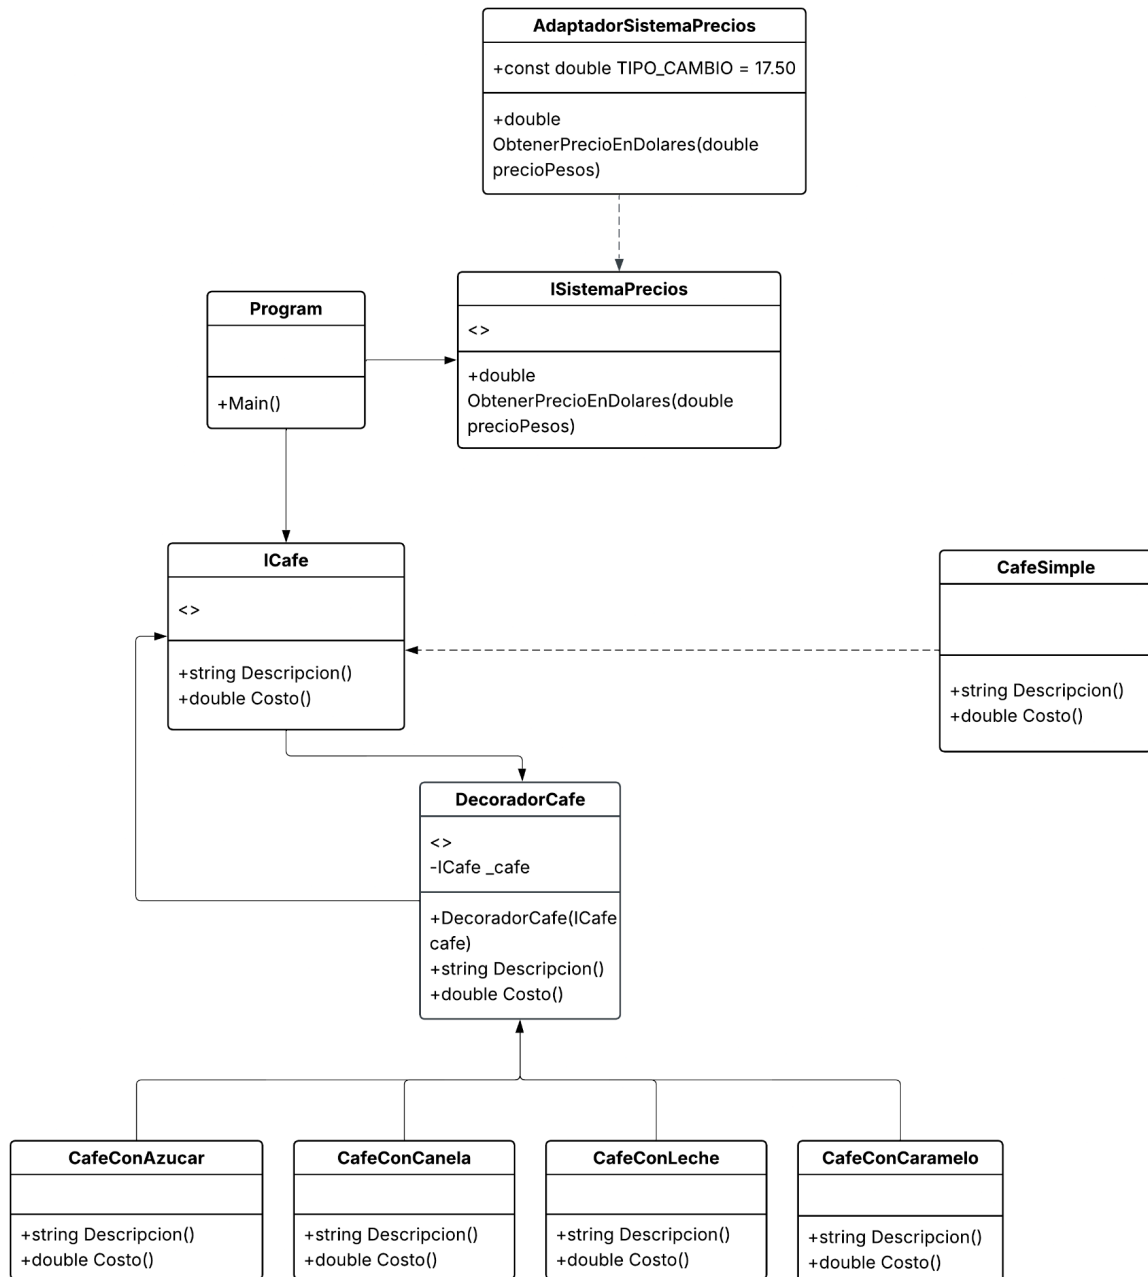 AdaptadorSistemaPrecios
+const double TIPO_CAMBIO = 17.50
+double
ObtenerPrecioEnDolares(double
precioPesos)
ISistemaPrecios
<>
+double
ObtenerPrecioEnDolares(double
precioPesos)
Program
+Main()
ICafe
<>
+string Descripcion()
+double Costo()
CafeSimple
+string Descripcion()
+double Costo()
DecoradorCafe
<>
-ICafe _cafe
+DecoradorCafe(ICafe
cafe)
+string Descripcion()
+double Costo()
CafeConAzucar
+string Descripcion()
+double Costo()
CafeConCanela
+string Descripcion()
+double Costo()
CafeConLeche
+string Descripcion()
+double Costo()
CafeConCaramelo
+string Descripcion()
+double Costo()